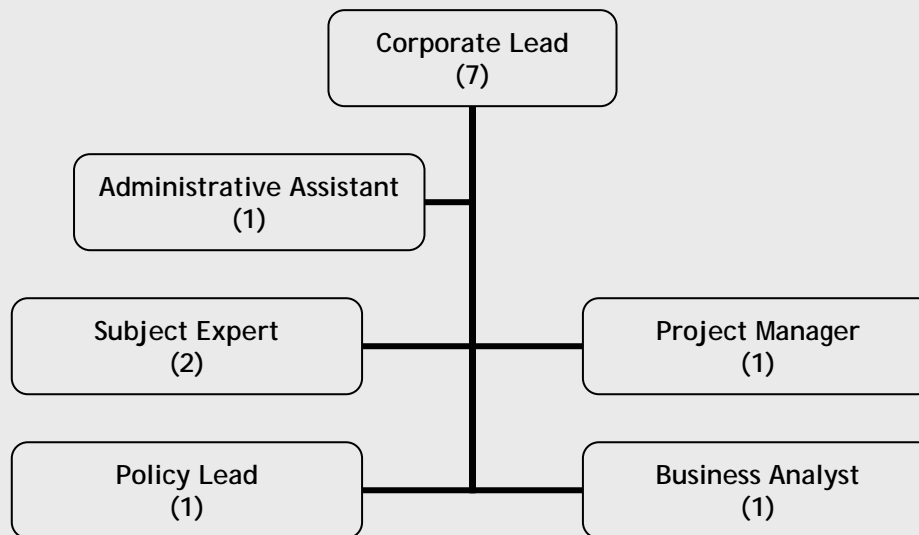 Corporate Lead
(7)
Administrative Assistant
(1)
Subject Expert
(2)
Project Manager
(1)
Policy Lead
(1)
Business Analyst
(1)